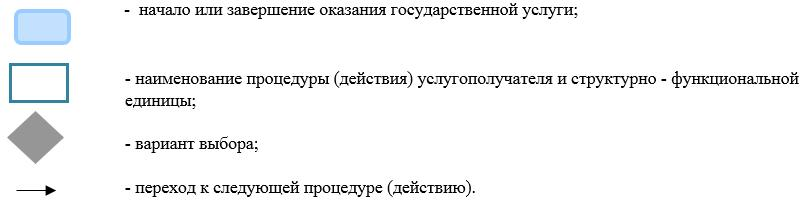 - начало или завершение оказания государственной услуги;
- наименование процедуры (действия) услугополучателя и структурно - функциональной
единицы;
- вариант выбора;
- переход к следующей процедуре (действию).